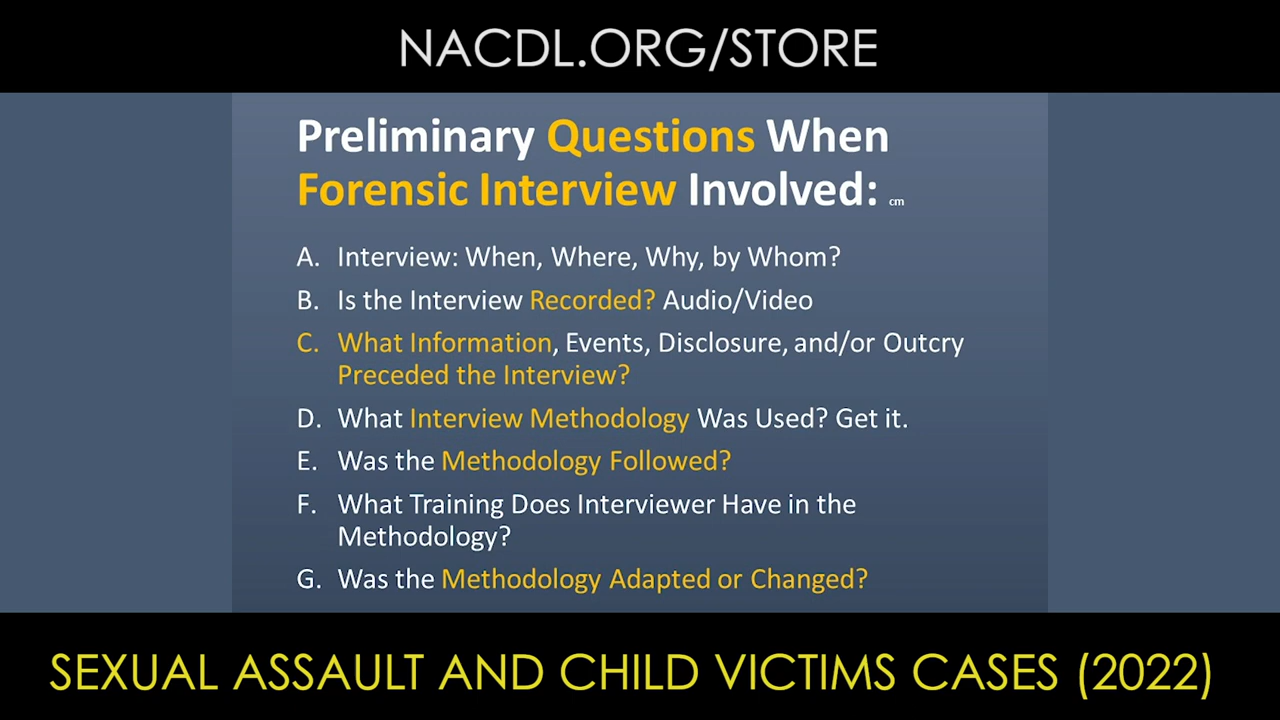 NACDL.ORG/STORE
Preliminary Questions When
Forensic Interview Involved: cm
A. Interview: When, Where, Why, by Whom?
B. Is the Interview Recorded? Audio/Video
C. What Information, Events, Disclosure, and/or Outcry
Preceded the Interview?
D. What Interview Methodology Was Used? Get it.
E. Was the Methodology Followed?
F. What Training Does Interviewer Have in the
Methodology?
G. Was the Methodology Adapted or Changed?
SEXUAL ASSAULT AND CHILD VICTIMS CASES (2022)